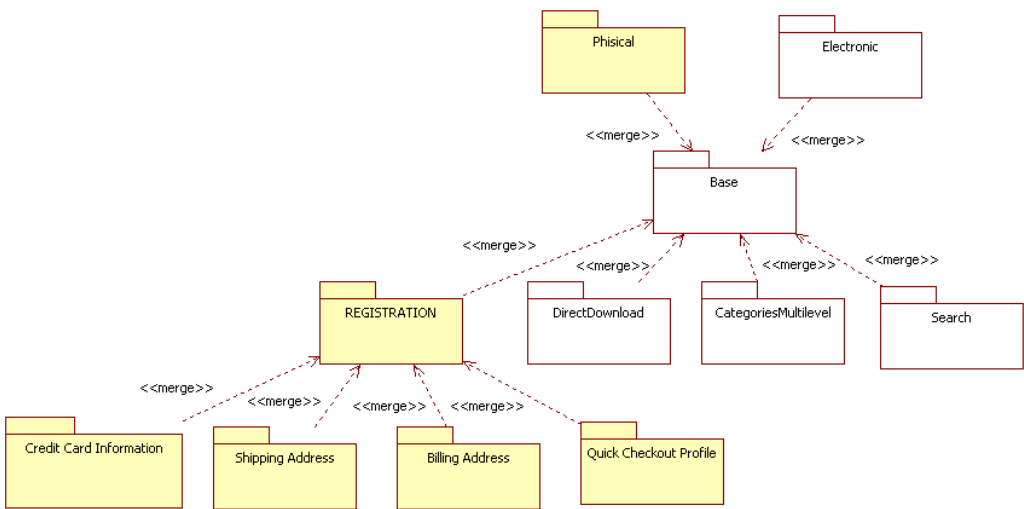 Phisical
Electronic
<<merge>>
<<merge>>
Base
<<merge>>
<<merge>>
<<merge>>
<<merge>>
REGISTRATION
DirectDownload
CategoriesMultilevel
Search
<<merge>>
<<merge>>
<<merge>>
<<merge>>
Credit Card Information
Shipping Address
Billing Address
Quick Checkout Profile